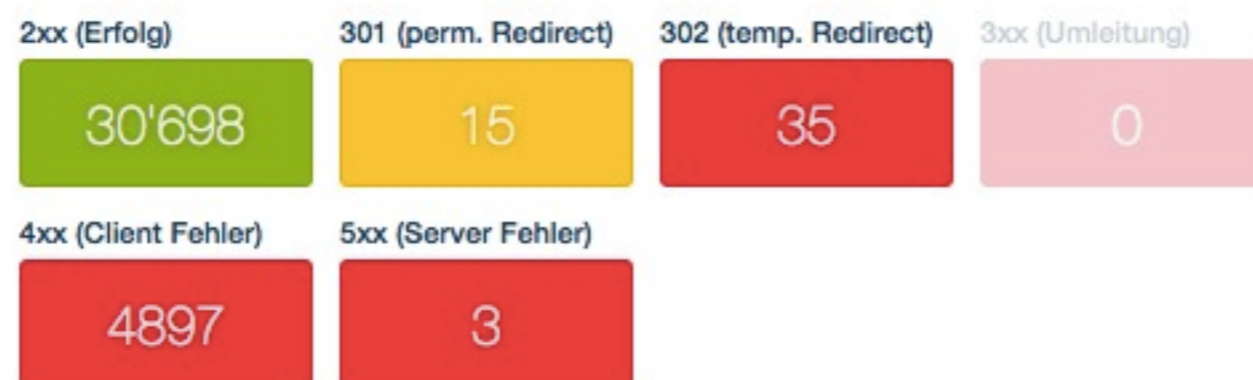 2xx (Erfolg) 301 (perm. Redirect) 302 (temp. Redirect) 3xx (Umleitung)
30'698 15 35 0
4xx (Client Fehler) 5xx (Server Fehler)
4897 3